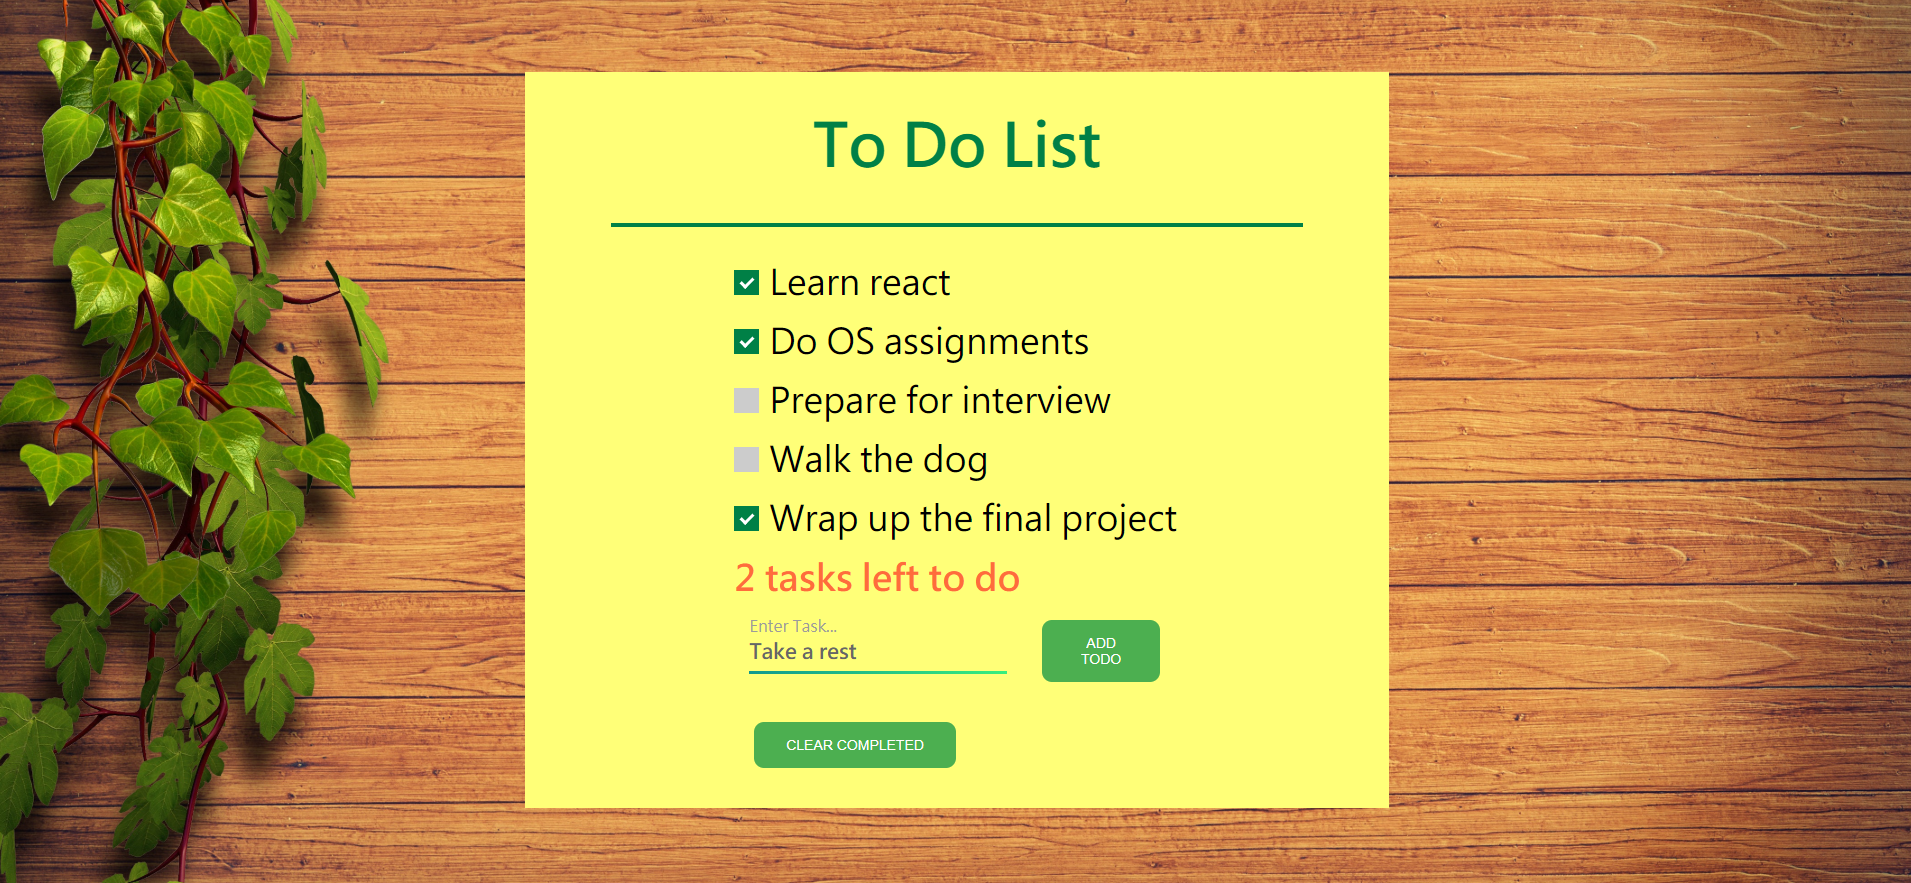 To Do List
Learn react
Do OS assignments
Prepare for interview
Walk the dog
Wrap up the final project
2 tasks left to do
Enter Task...
Take a rest
ADD
TODO
CLEAR COMPLETED